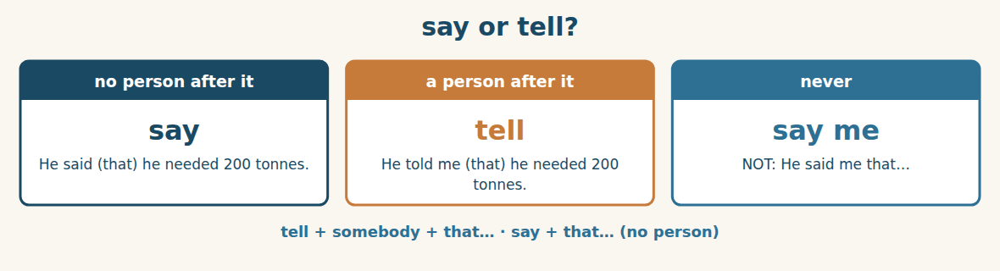 say or tell?
no person after it
say
He said (that) he needed 200 tonnes.
a person after it
tell
He told me (that) he needed 200
tonnes.
never
say me
NOT: He said me that…
tell + somebody + that… · say + that… (no person)